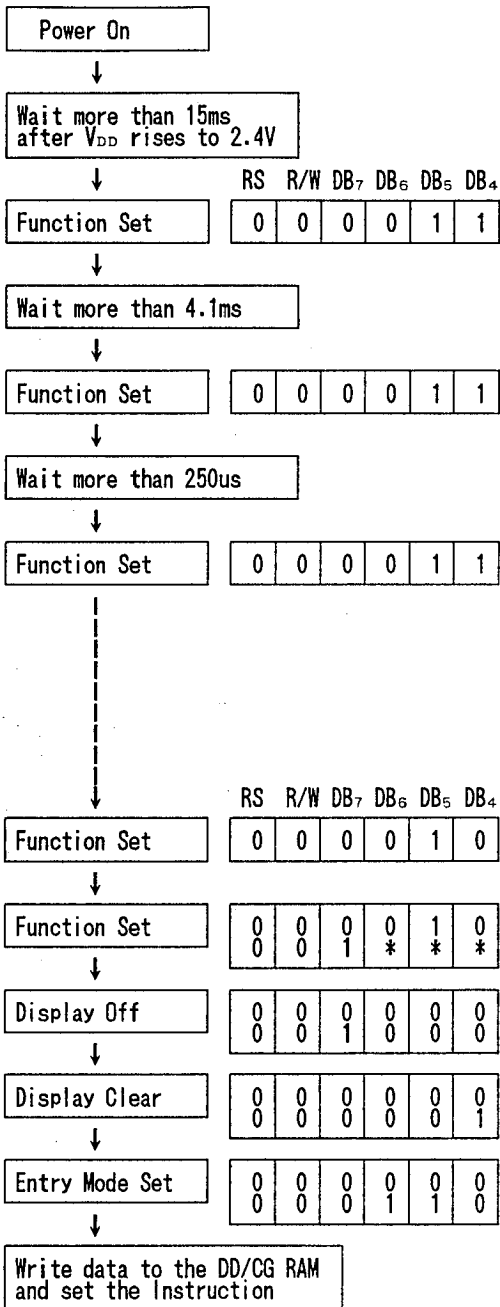 Power On
Wait more than 15ms
after VDD rises to 2.4V
RS R/W DB7 DB6 DB5 DB4
Function Set 0 0 0 0 1 1
Wait more than 4.1ms
Function Set 0 0 0 0 1 1
Wait more than 250us
Function Set 0 0 0 0 1 1
RS R/W DB7 DB6 DB5 DB4
Function Set 0 0 0 0 1 0
Function Set 0 0 0 0 1 0
0 0 1 * * *
Display Off 0 0 0 0 0 0
0 0 1 0 0 0
Display Clear 0 0 0 0 0 0
0 0 0 0 0 1
Entry Mode Set 0 0 0 0 0 0
0 0 0 1 1 0
Write data to the DD/CG RAM
and set the Instruction